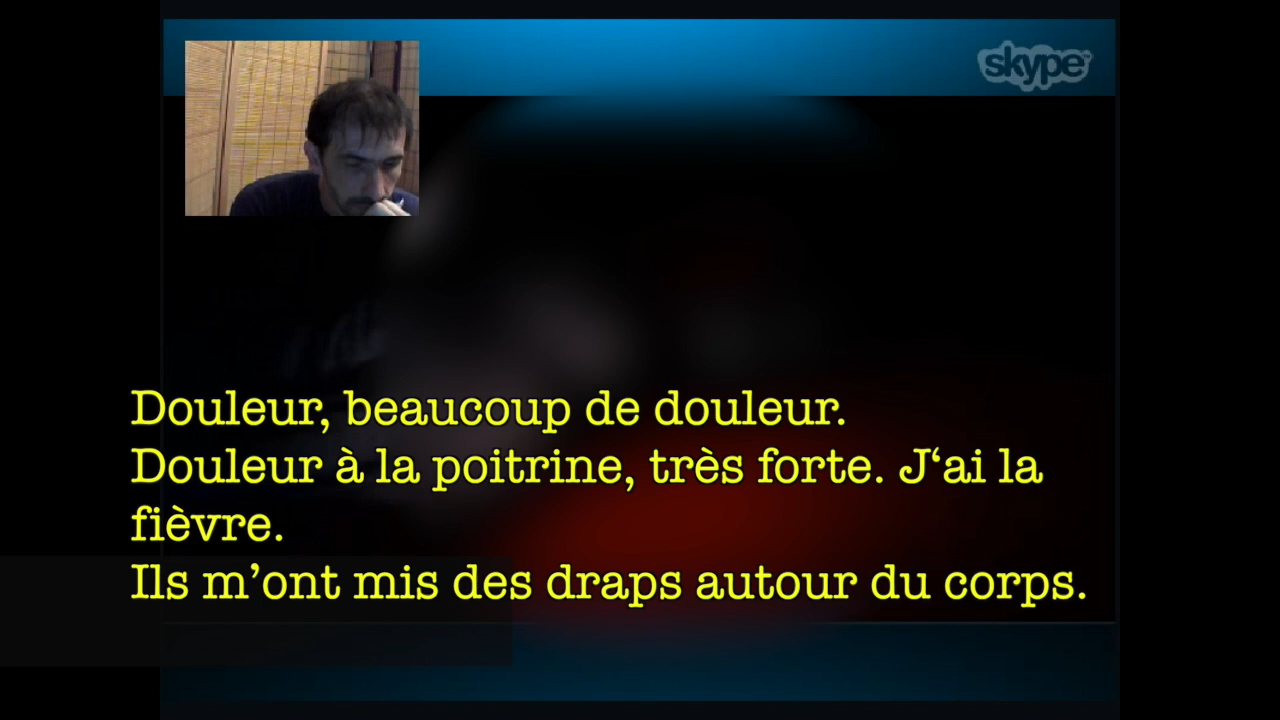 skype
Douleur, beaucoup de douleur.
Douleur à la poitrine, très forte. J‘ai la
fièvre.
Ils m’ont mis des draps autour du corps.